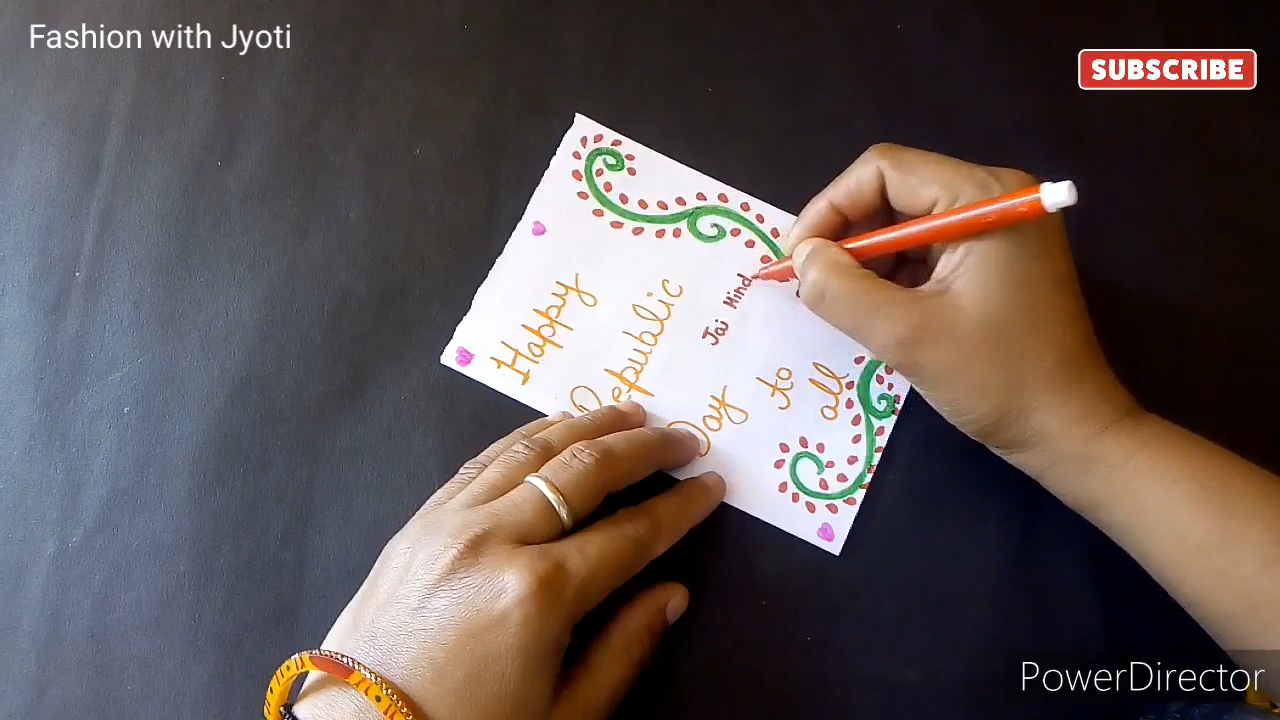 Fashion with Jyoti
SUBSCRIBE
Happy
Republic
Day to all
Jai Hind
PowerDirector